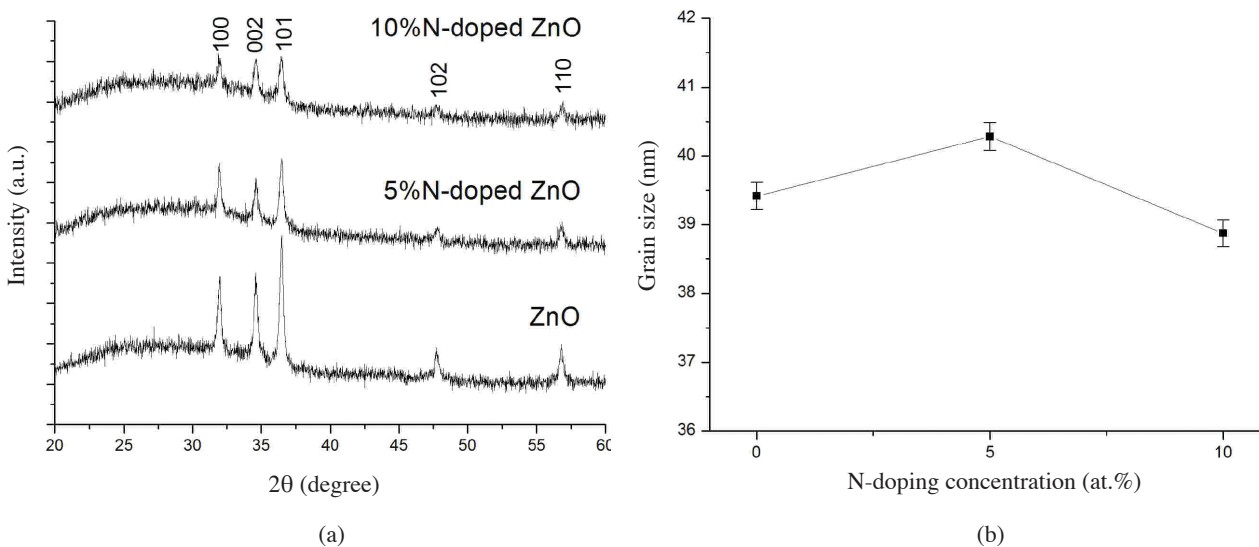 10%N-doped ZnO
100
002
101
102
110
5%N-doped ZnO
ZnO
Intensity (a.u.)
20 25 30 35 40 45 50 55 60
2θ (degree)
(a)
42
41
40
39
38
37
36
Grain size (nm)
0 5 10
N-doping concentration (at.%)
(b)